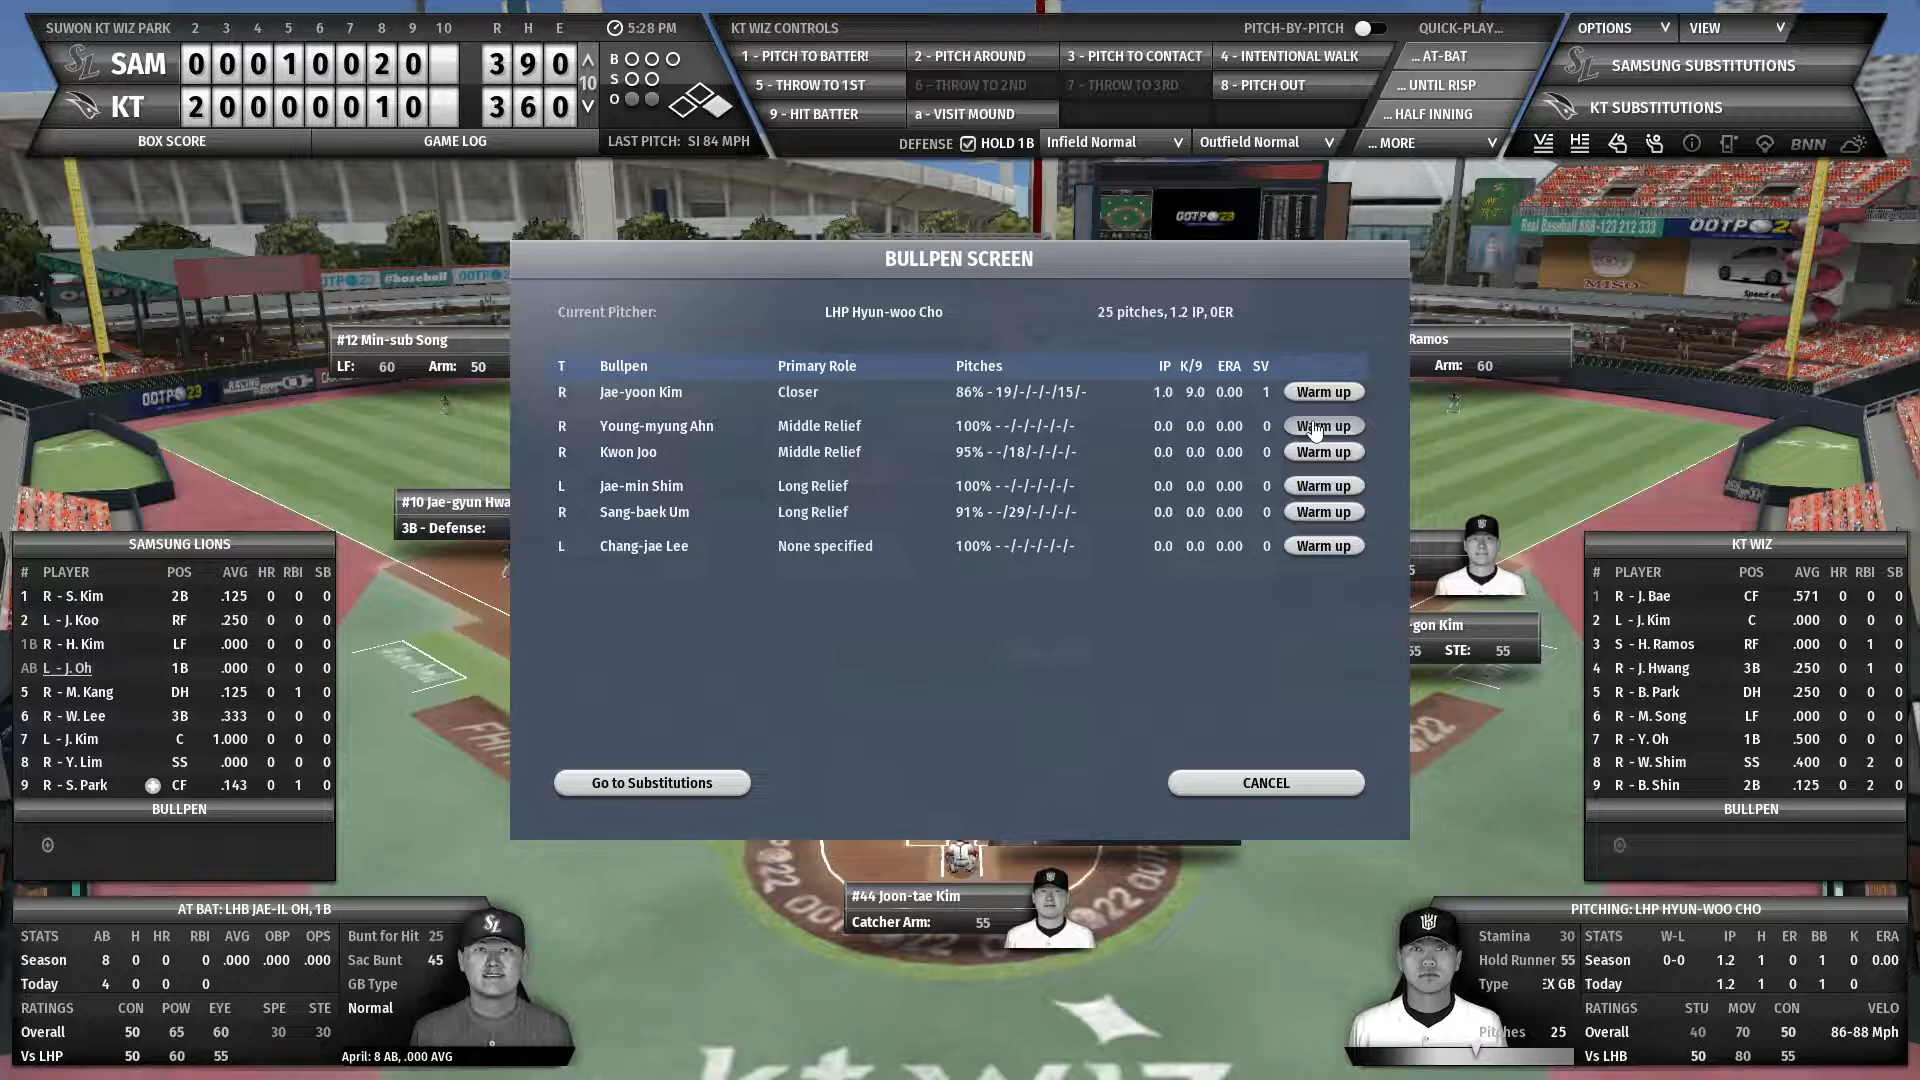 SUWON KT WIZ PARK 2 3 4 5 6 7 8 9 10 R H E
SAM 0 0 0 1 0 0 2 0 3 9 0
KT 2 0 0 0 0 0 1 0 3 6 0
BOX SCORE GAME LOG
5:28 PM
B
S
O
10
LAST PITCH: SI 84 MPH
KT WIZ CONTROLS PITCH-BY-PITCH QUICK-PLAY...
1 - PITCH TO BATTER! 2 - PITCH AROUND 3 - PITCH TO CONTACT 4 - INTENTIONAL WALK ... AT-BAT
5 - THROW TO 1ST 6 - THROW TO 2ND 7 - THROW TO 3RD 8 - PITCH OUT ... UNTIL RISP
9 - HIT BATTER a - VISIT MOUND ... HALF INNING
DEFENSE HOLD 1B Infield Normal Outfield Normal ... MORE
OPTIONS VIEW
SAMSUNG SUBSTITUTIONS
KT SUBSTITUTIONS
BNN
OOTP 23
Real Baseball 888-123 212 333
MISO
#baseball
#12 Min-sub Song
LF: 60 Arm: 50
Ramos
Arm: 60
#10 Jae-gyun Hwa
3B - Defense:
-gon Kim
55 STE: 55
BULLPEN SCREEN
Current Pitcher: LHP Hyun-woo Cho 25 pitches, 1.2 IP, 0ER
T Bullpen Primary Role Pitches IP K/9 ERA SV
R Jae-yoon Kim Closer 86% - 19/-/-/-/15/- 1.0 9.0 0.00 1 Warm up
R Young-myung Ahn Middle Relief 100% - -/-/-/-/-/- 0.0 0.0 0.00 0 Warm up
R Kwon Joo Middle Relief 95% - -/18/-/-/-/- 0.0 0.0 0.00 0 Warm up
L Jae-min Shim Long Relief 100% - -/-/-/-/-/- 0.0 0.0 0.00 0 Warm up
R Sang-baek Um Long Relief 91% - -/29/-/-/-/- 0.0 0.0 0.00 0 Warm up
L Chang-jae Lee None specified 100% - -/-/-/-/-/- 0.0 0.0 0.00 0 Warm up
Go to Substitutions CANCEL
SAMSUNG LIONS
# PLAYER POS AVG HR RBI SB
1 R - S. Kim 2B .125 0 0 0
2 L - J. Koo RF .250 0 0 0
1B R - H. Kim LF .000 0 0 0
AB L - J. Oh 1B .000 0 0 0
5 R - M. Kang DH .125 0 1 0
6 R - W. Lee 3B .333 0 0 0
7 L - J. Kim C 1.000 0 0 0
8 R - Y. Lim SS .000 0 0 0
9 R - S. Park CF .143 0 1 0
BULLPEN
KT WIZ
# PLAYER POS AVG HR RBI SB
1 R - J. Bae CF .571 0 0 0
2 L - J. Kim C .000 0 0 0
3 S - H. Ramos RF .000 0 1 0
4 R - J. Hwang 3B .250 0 1 0
5 R - B. Park DH .250 0 0 0
6 R - M. Song LF .000 0 0 0
7 R - Y. Oh 1B .500 0 0 0
8 R - W. Shim SS .400 0 2 0
9 R - B. Shin 2B .125 0 2 0
BULLPEN
#44 Joon-tae Kim
Catcher Arm: 55
AT BAT: LHB JAE-IL OH, 1B
STATS AB H HR RBI AVG OBP OPS
Season 8 0 0 0 .000 .000 .000
Today 4 0 0 0
RATINGS CON POW EYE SPE STE
Overall 50 65 60 30 30
Vs LHP 50 60 55
Bunt for Hit 25
Sac Bunt 45
GB Type
Normal
April: 8 AB, .000 AVG
PITCHING: LHP HYUN-WOO CHO
Stamina 30
Hold Runner 55
Type EX GB
Pitches 25
STATS W-L IP H ER BB K ERA
Season 0-0 1.2 1 0 1 0 0.00
Today 1.2 1 0 1 0
RATINGS STU MOV CON VELO
Overall 40 70 50 86-88 Mph
Vs LHB 50 80 55
kt wiz